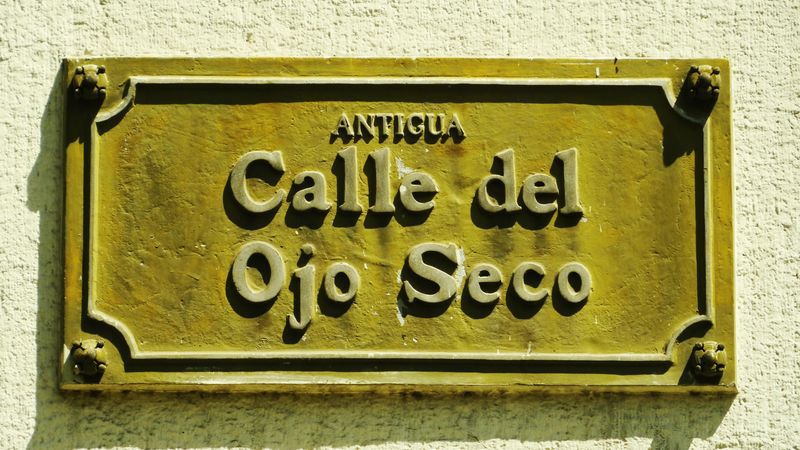 ANTIGUA
Calle del
Ojo Seco